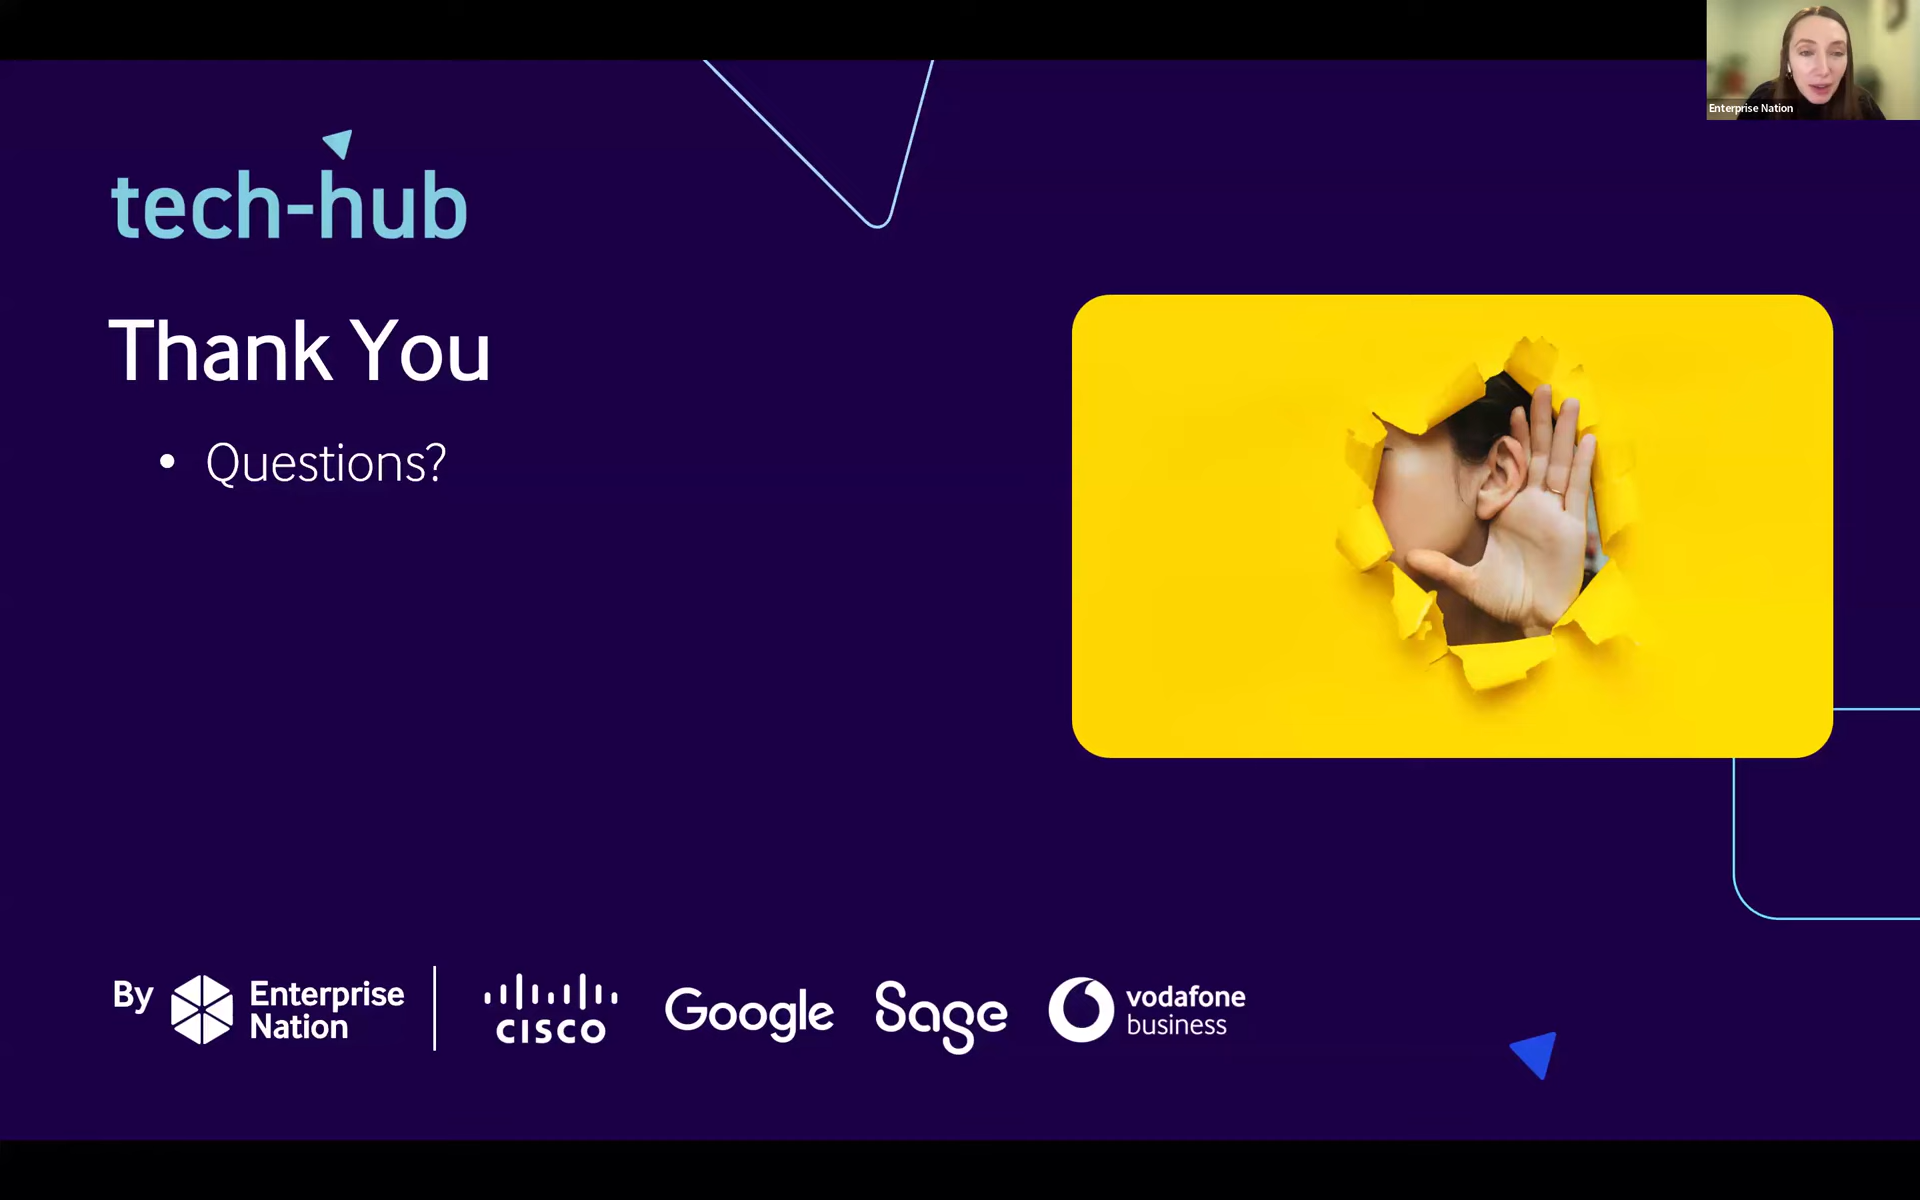 Enterprise Nation
tech-hub
Thank You
• Questions?
By Enterprise Nation
cisco
Google
Sage
vodafone
business